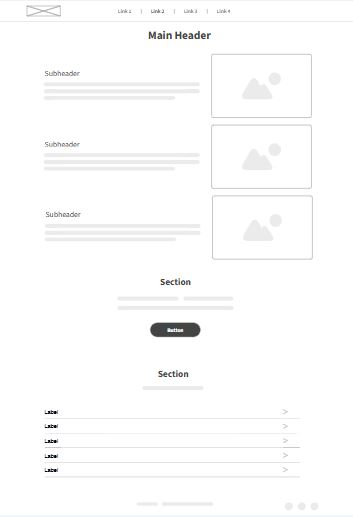 Link 1 | Link 2 | Link 3 | Link 4
Main Header
Subheader
Subheader
Subheader
Section
Button
Section
Label >
Label >
Label >
Label >
Label >